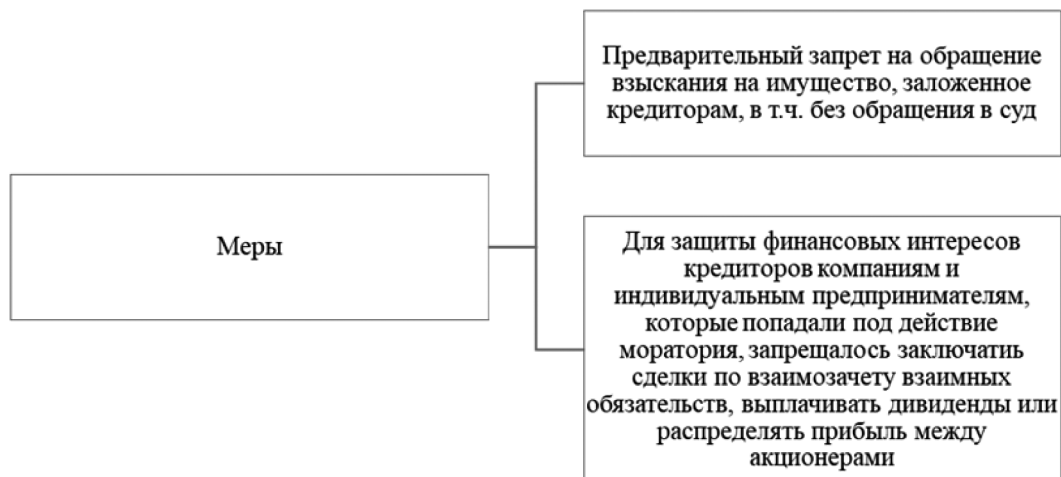 Предварительный запрет на обращение
взыскания на имущество, заложенное
кредиторам, в т.ч. без обращения в суд
Меры
Для защиты финансовых интересов
кредиторов компаниям и
индивидуальным предпринимателям,
которые попадали под действие
моратория, запрещалось заключатиь
сделки по взаимозачету взаимных
обязательств, выплачивать дивиденды или
распределять прибыль между
акционерами